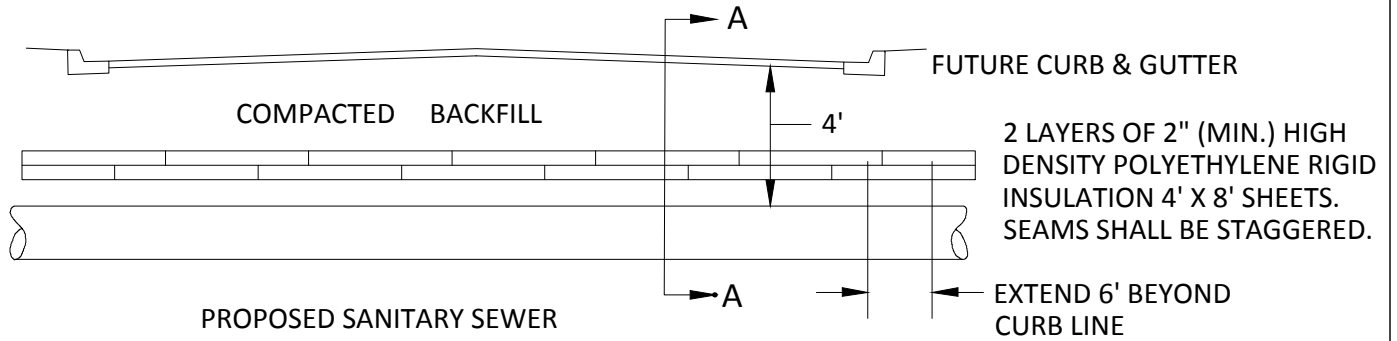 A
FUTURE CURB & GUTTER
COMPACTED BACKFILL
4'
2 LAYERS OF 2" (MIN.) HIGH
DENSITY POLYETHYLENE RIGID
INSULATION 4' X 8' SHEETS.
SEAMS SHALL BE STAGGERED.
A
EXTEND 6' BEYOND
CURB LINE
PROPOSED SANITARY SEWER